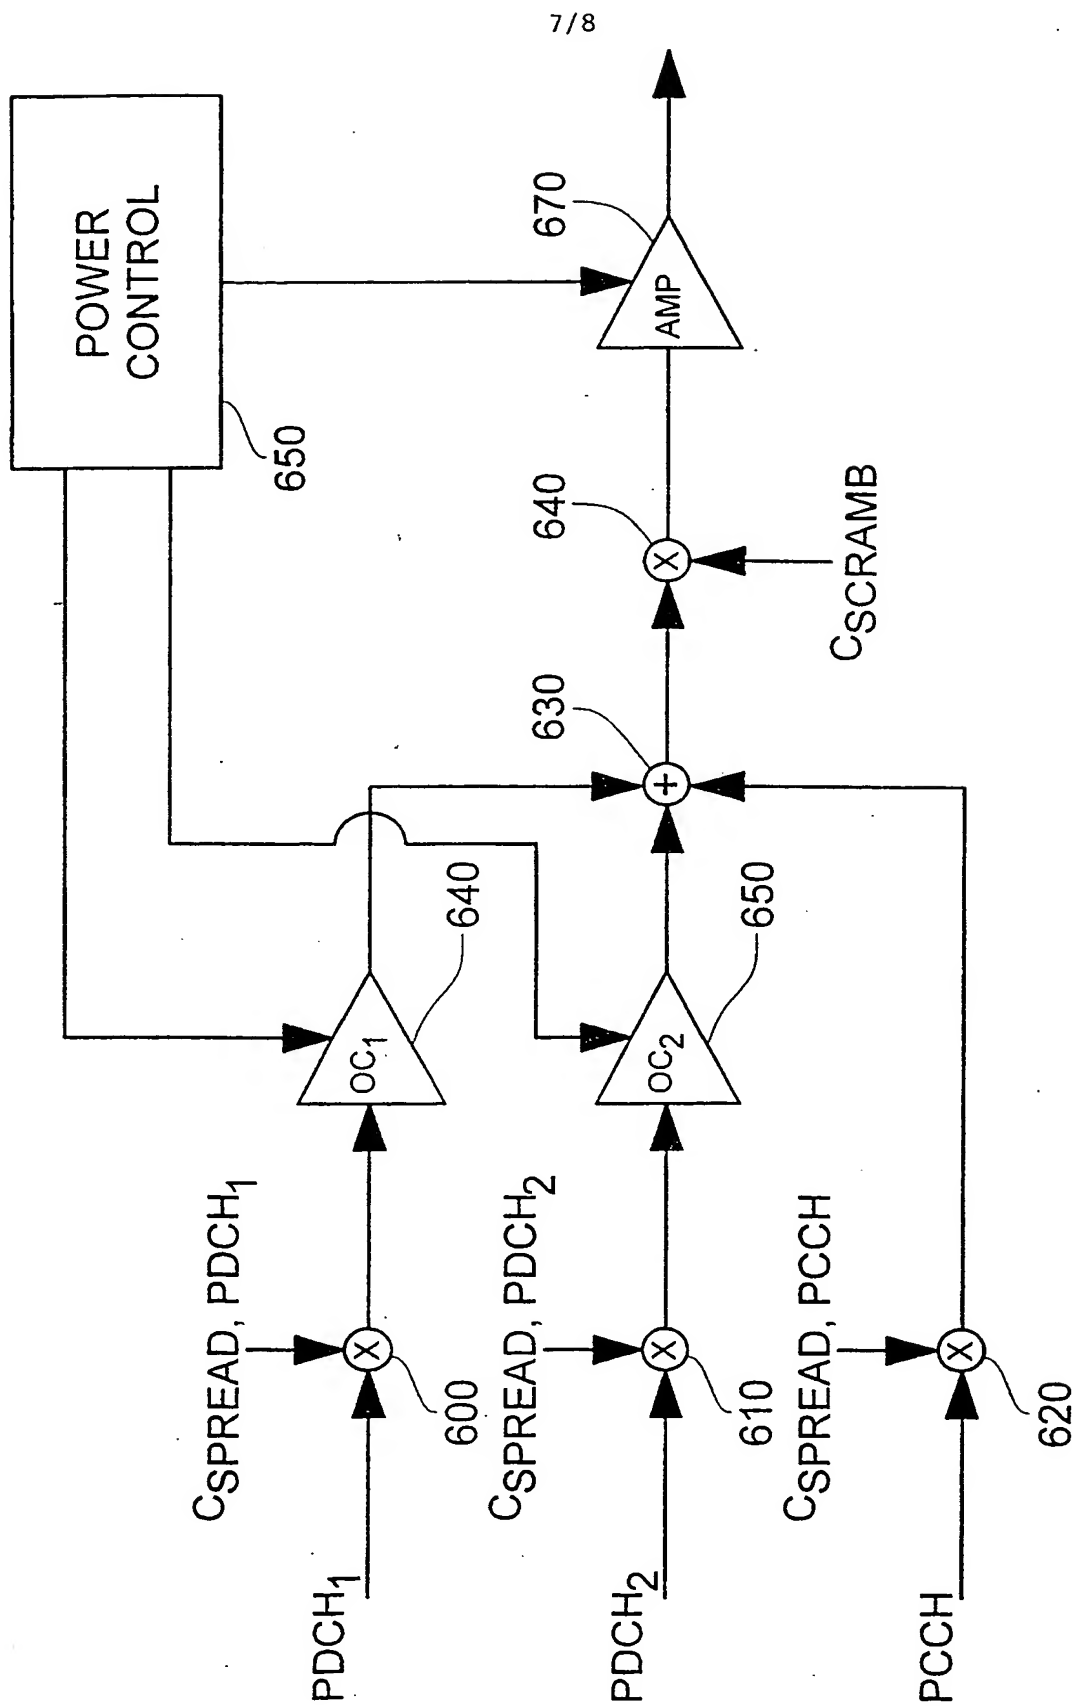 7/8
POWER
CONTROL
650
670
AMP
640
CSCRAMB
630
640
OC1
650
OC2
CSPREAD, PDCH1
600
PDCH1
CSPREAD, PDCH2
610
PDCH2
CSPREAD, PCCH
620
PCCH